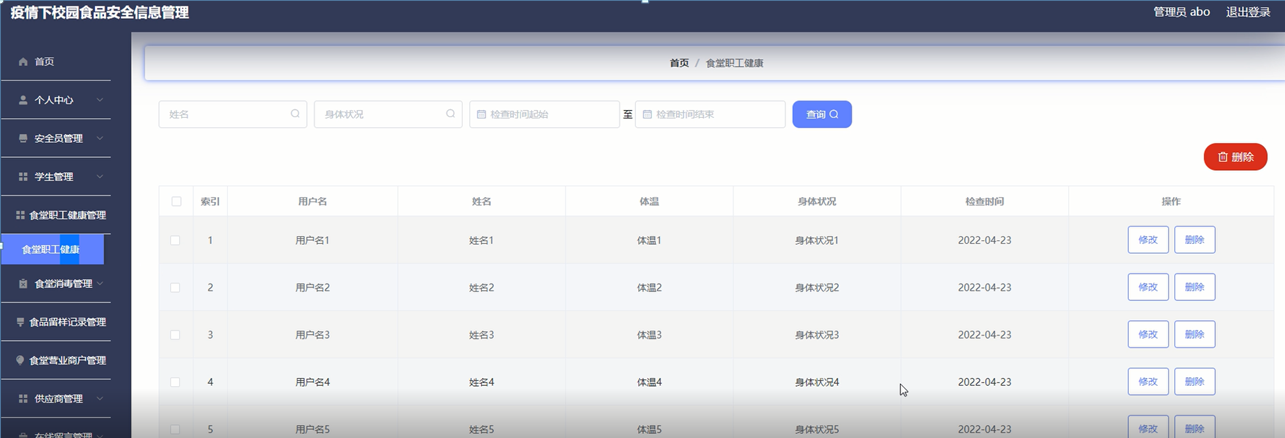 疫情下校园食品安全信息管理
管理员 abo 退出登录
首页
个人中心
安全员管理
学生管理
食堂职工健康管理
食堂职工健康
食堂消毒管理
食品留样记录管理
食堂营业商户管理
供应商管理
在线留言管理
首页 / 食堂职工健康
姓名 身体状况 检查时间起始 至 检查时间结束 查询
删除
索引 用户名 姓名 体温 身体状况 检查时间 操作
1 用户名1 姓名1 体温1 身体状况1 2022-04-23 修改 删除
2 用户名2 姓名2 体温2 身体状况2 2022-04-23 修改 删除
3 用户名3 姓名3 体温3 身体状况3 2022-04-23 修改 删除
4 用户名4 姓名4 体温4 身体状况4 2022-04-23 修改 删除
5 用户名5 姓名5 体温5 身体状况5 2022-04-23 修改 删除